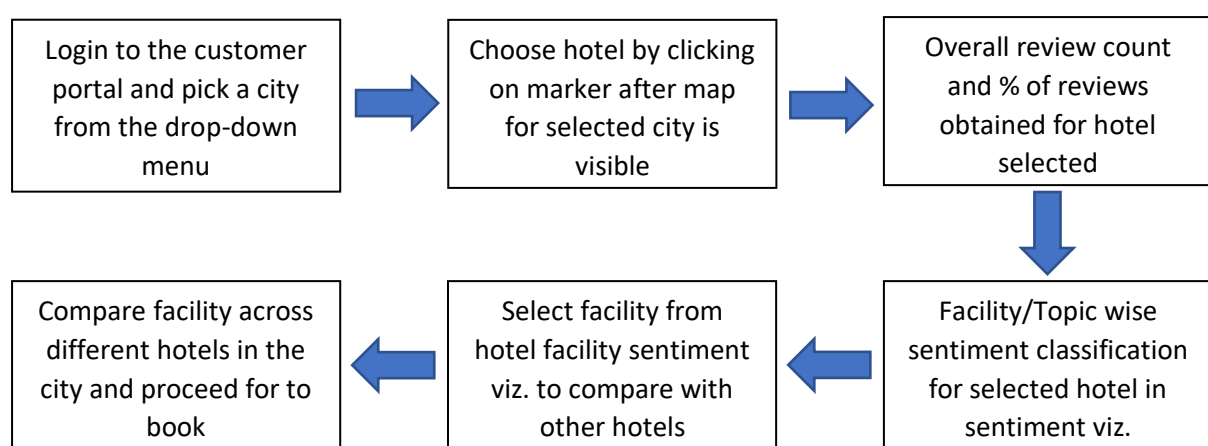 Login to the customer
portal and pick a city
from the drop-down
menu
Choose hotel by clicking
on marker after map
for selected city is
visible
Overall review count
and % of reviews
obtained for hotel
selected
Facility/Topic wise
sentiment classification
for selected hotel in
sentiment viz.
Select facility from
hotel facility sentiment
viz. to compare with
other hotels
Compare facility across
different hotels in the
city and proceed for to
book